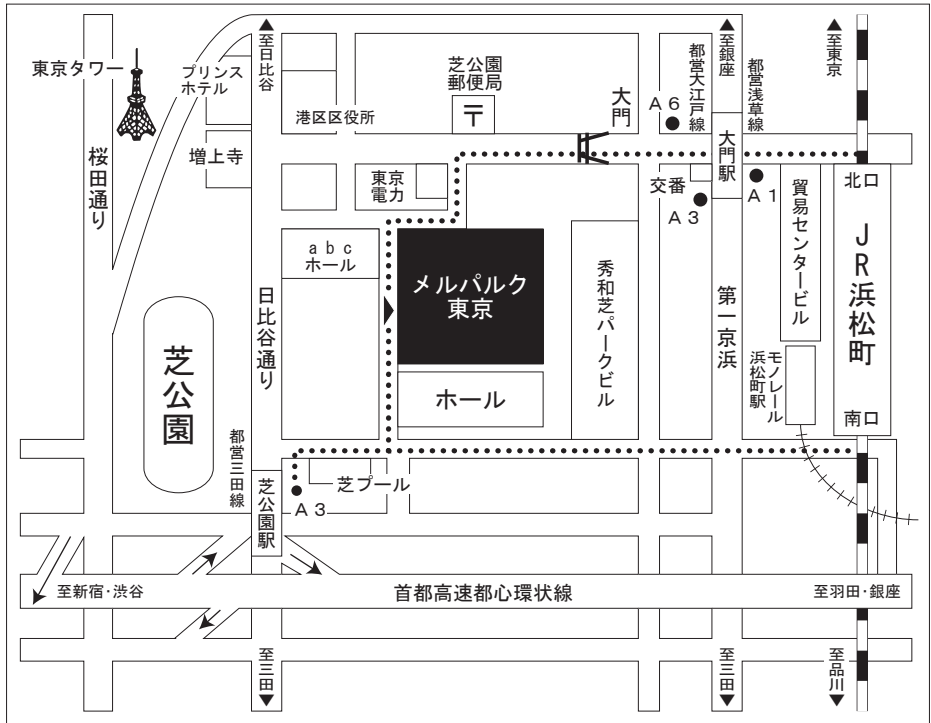 至日比谷
至銀座
至東京
東京タワー
プリンス
ホテル
芝公園
郵便局
〒
大門
都営大江戸線
都営浅草線
A6
港区区役所
桜田通り
増上寺
東京
電力
交番
大門駅
A1
A3
北口
貿易センタービル
JR浜松町
abc
ホール
メルパルク
東京
秀和芝パークビル
第一京浜
日比谷通り
芝公園
ホール
モノレール
浜松町駅
南口
都営三田線
芝公園駅
芝プール
A3
至新宿・渋谷
首都高速都心環状線
至羽田・銀座
至三田
至三田
至品川